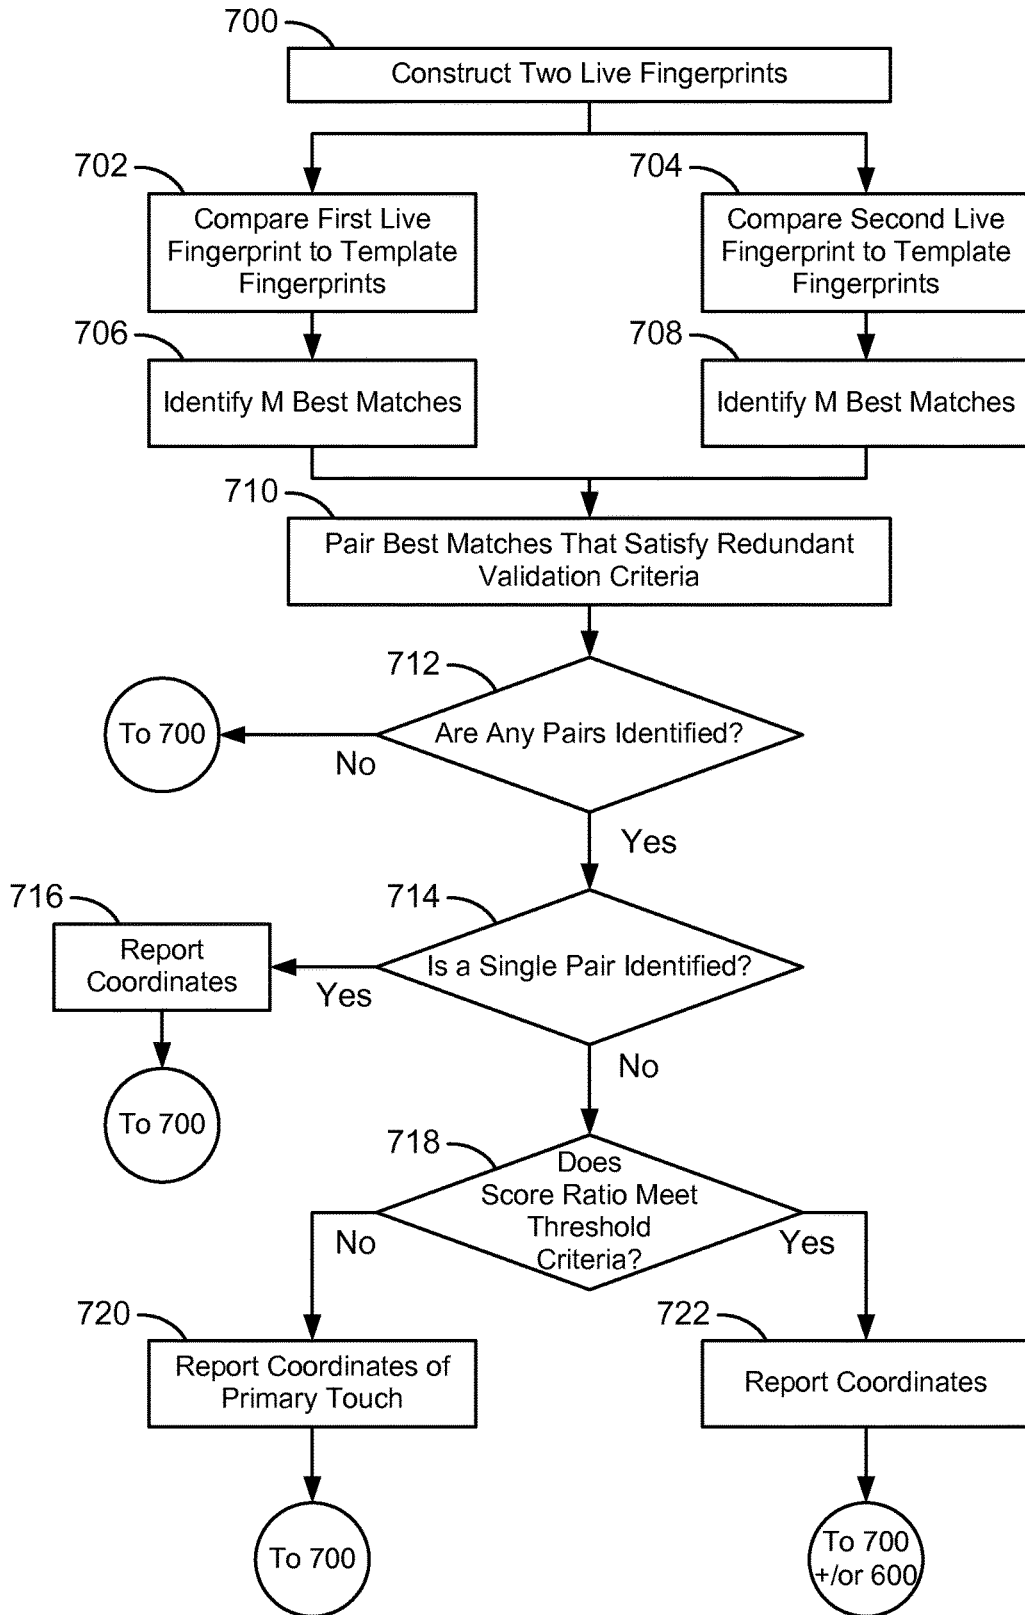 700
Construct Two Live Fingerprints
702
704
Compare First Live
Fingerprint to Template
Fingerprints
Compare Second Live
Fingerprint to Template
Fingerprints
706
708
Identify M Best Matches
Identify M Best Matches
710
Pair Best Matches That Satisfy Redundant
Validation Criteria
712
Are Any Pairs Identified?
To 700
No
Yes
714
716
Is a Single Pair Identified?
Report
Coordinates
Yes
No
To 700
718
Does
Score Ratio Meet
Threshold
Criteria?
No
Yes
720
722
Report Coordinates of
Primary Touch
Report Coordinates
To 700
To 700
+/or 600